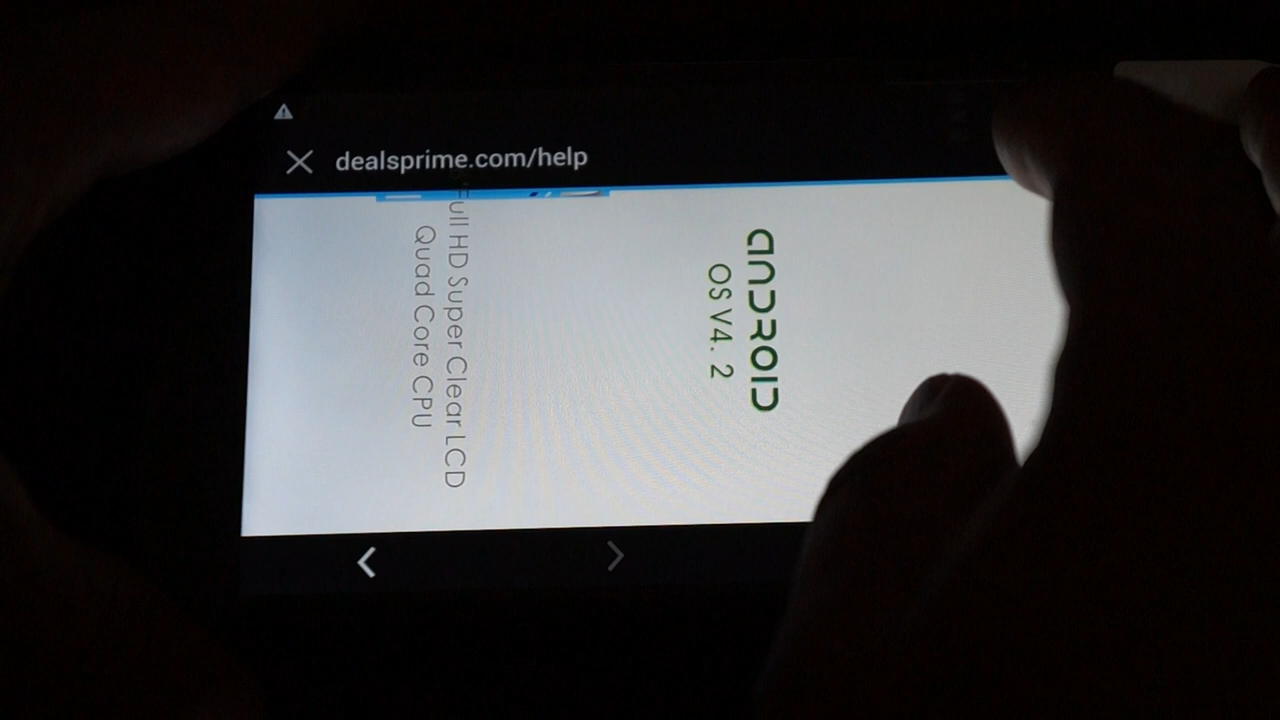 dealsprime.com/help
ANDROID
OS V4. 2
Full HD Super Clear LCD
Quad Core CPU